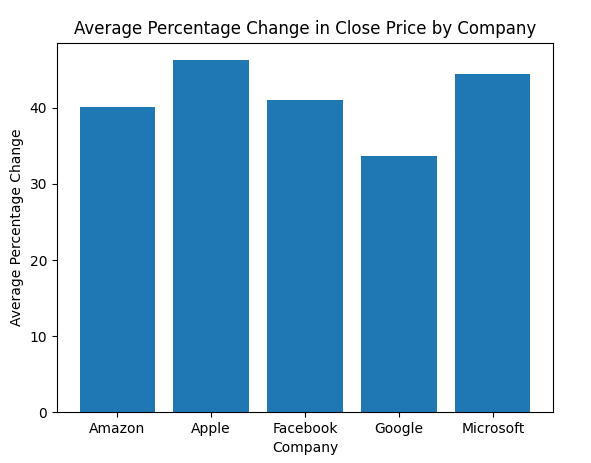 Average Percentage Change in Close Price by Company
Average Percentage Change
40
30
20
10
0
Amazon Apple Facebook Google Microsoft
Company